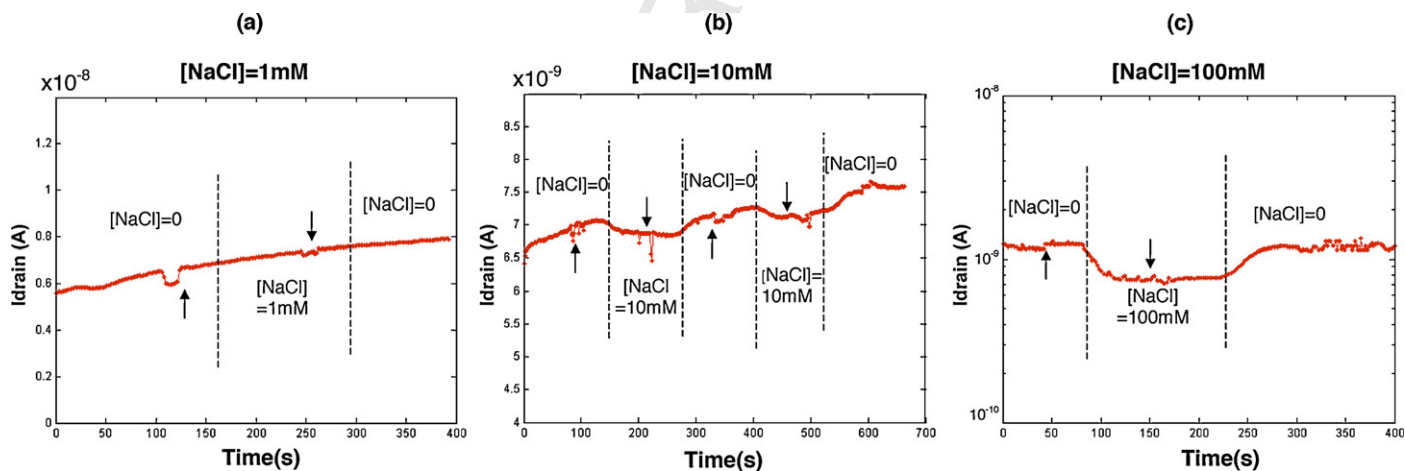 (a)
[NaCl]=1mM
x10⁻⁸
1.2
1
0.8
0.6
0.4
0.2
0
0
50
100
150
200
250
300
350
400
Idrain (A)
Time(s)
[NaCl]=0
[NaCl]
=1mM
[NaCl]=0
(b)
[NaCl]=10mM
x10⁻⁹
8.5
8
7.5
7
6.5
6
5.5
5
4.5
4
0
100
200
300
400
500
600
700
Idrain (A)
Time(s)
[NaCl]=0
[NaCl
=10mM
[NaCl]=0
[NaCl]=
10mM]
[NaCl]=0
(c)
[NaCl]=100mM
10⁻⁸
10⁻⁹
10⁻¹⁰
0
50
100
150
200
250
300
350
400
Idrain (A)
Time(s)
[NaCl]=0
[NaCl]
=100mM
[NaCl]=0